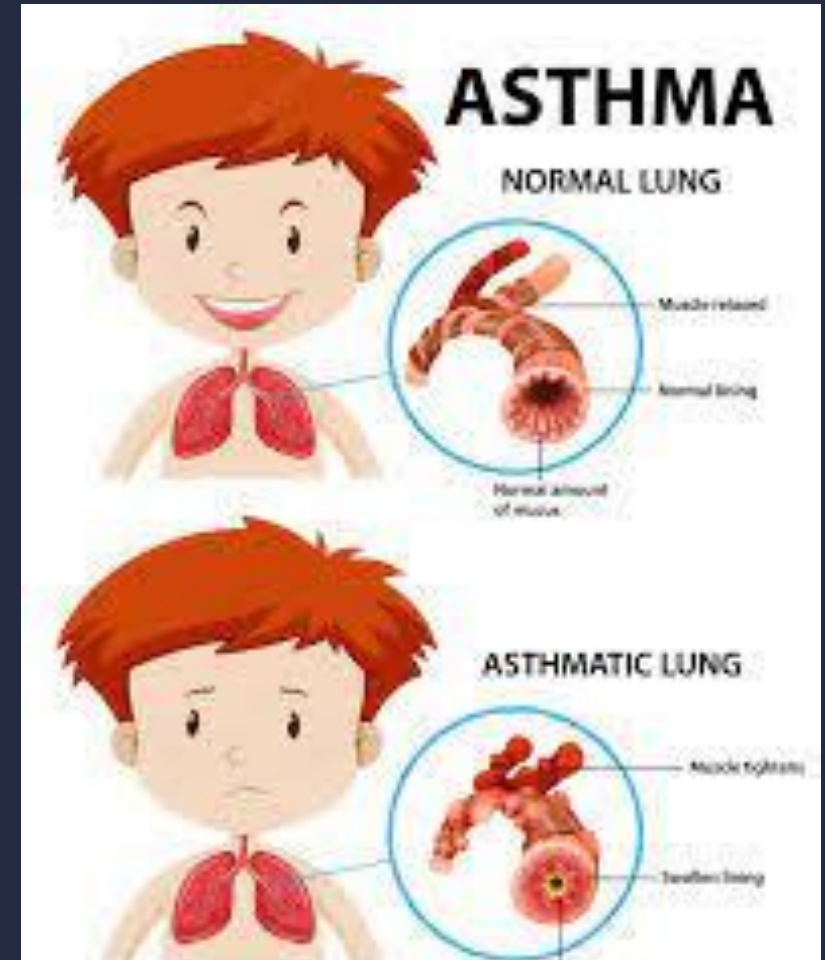 ASTHMA
NORMAL LUNG
Muscle relaxed
Normal lining
Normal amount
of mucus
ASTHMATIC LUNG
Muscle tightens
Swollen lining